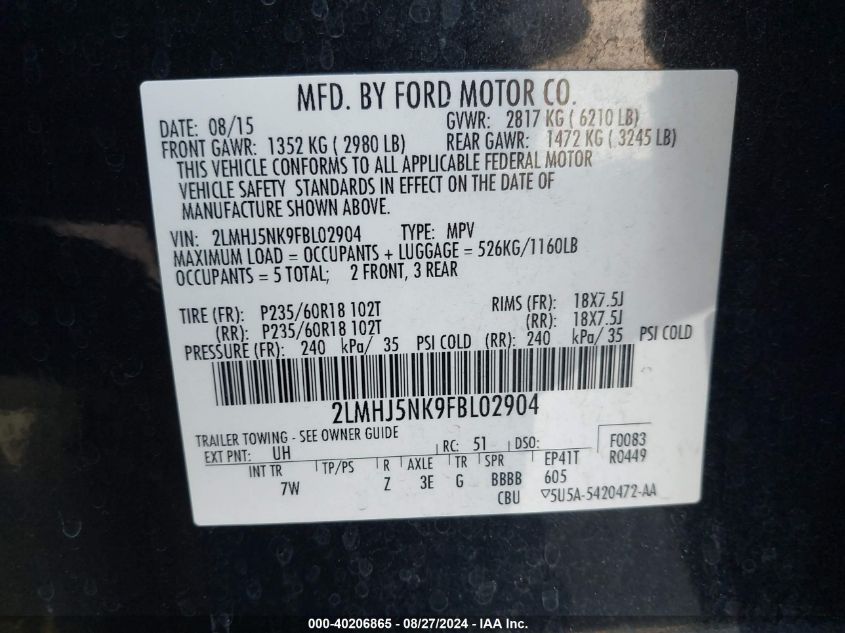 MFD. BY FORD MOTOR CO.
DATE: 08/15 GVWR: 2817 KG ( 6210 LB)
FRONT GAWR: 1352 KG ( 2980 LB) REAR GAWR: 1472 KG ( 3245 LB)
THIS VEHICLE CONFORMS TO ALL APPLICABLE FEDERAL MOTOR
VEHICLE SAFETY STANDARDS IN EFFECT ON THE DATE OF
MANUFACTURE SHOWN ABOVE.
VIN: 2LMHJ5NK9FBL02904 TYPE: MPV
MAXIMUM LOAD = OCCUPANTS + LUGGAGE = 526KG/1160LB
OCCUPANTS = 5 TOTAL; 2 FRONT, 3 REAR
TIRE (FR): P235/60R18 102T RIMS (FR): 18X7.5J
(RR): P235/60R18 102T (RR): 18X7.5J
PRESSURE (FR): 240 kPa/ 35 PSI COLD (RR): 240 kPa/ 35 PSI COLD
2LMHJ5NK9FBL02904
TRAILER TOWING - SEE OWNER GUIDE
EXT PNT: UH RC: 51 DSO: F0083
INT TR TP/PS R AXLE TR SPR EP41T R0449
7W Z 3E G BBBB 605
CBU ▽5U5A-5420472-AA
000-40206865 - 08/27/2024 - IAA Inc.